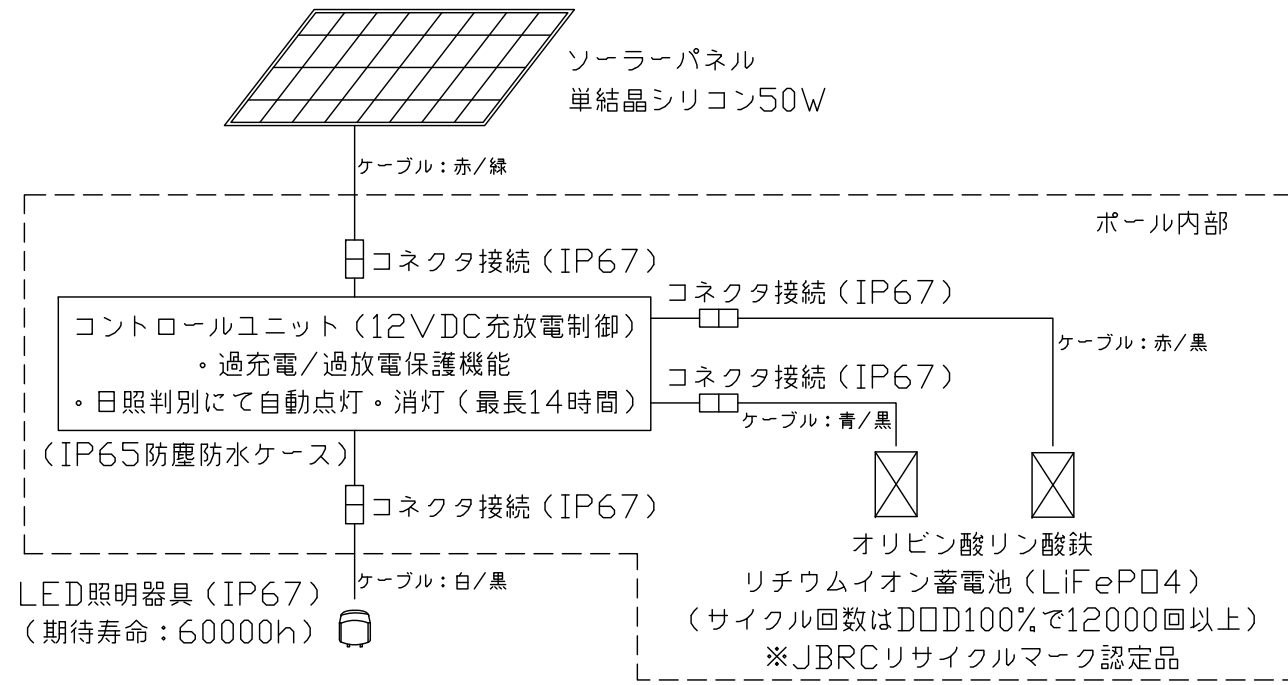 ソーラーパネル
単結晶シリコン50W
ケーブル：赤/緑
ポール内部
コネクタ接続（IP67）
コネクタ接続（IP67）
コントロールユニット（12VDC充放電制御）
・過充電/過放電保護機能
・日照判別にて自動点灯・消灯（最長14時間）
ケーブル：赤/黒
コネクタ接続（IP67）
ケーブル：青/黒
（IP65防塵防水ケース）
コネクタ接続（IP67）
オリビン酸リン酸鉄
リチウムイオン蓄電池（LiFePO4）
（サイクル回数はDOD100%で12000回以上）
※JBRCリサイクルマーク認定品
ケーブル：白/黒
LED照明器具（IP67）
（期待寿命：60000h）